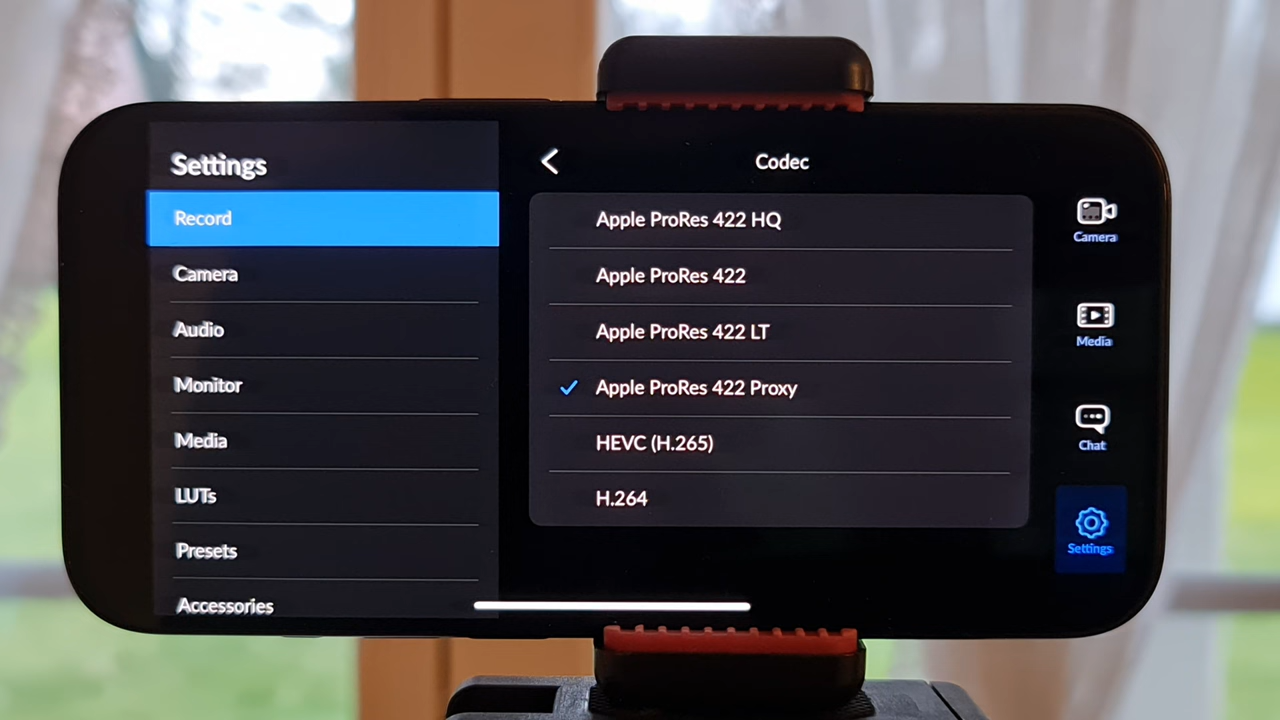 Settings
Record
Camera
Audio
Monitor
Media
LUTs
Presets
Accessories
Codec
Apple ProRes 422 HQ
Apple ProRes 422
Apple ProRes 422 LT
Apple ProRes 422 Proxy
HEVC (H.265)
H.264
Camera
Media
Chat
Settings